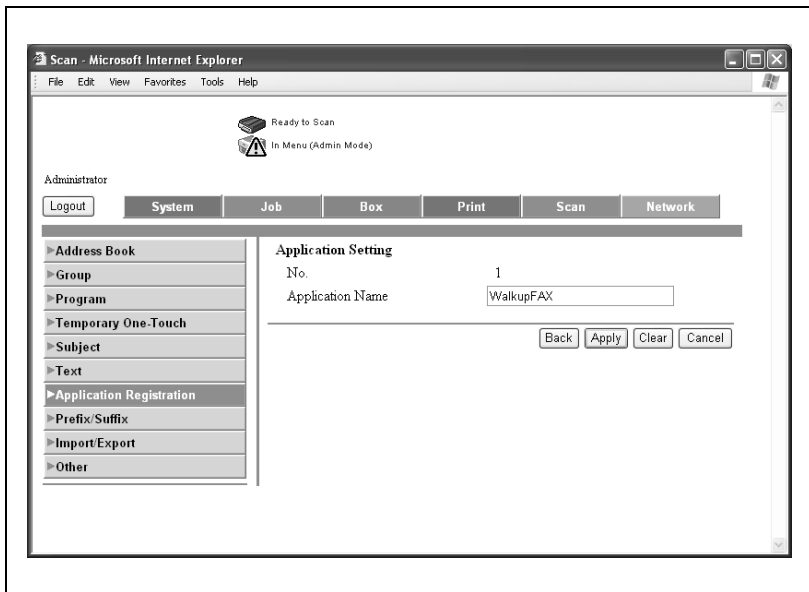 Scan - Microsoft Internet Explorer
File Edit View Favorites Tools Help
Ready to Scan
In Menu (Admin Mode)
Administrator
Logout System Job Box Print Scan Network
Address Book
Group
Program
Temporary One-Touch
Subject
Text
Application Registration
Prefix/Suffix
Import/Export
Other
Application Setting
No. 1
Application Name WalkupFAX
Back Apply Clear Cancel